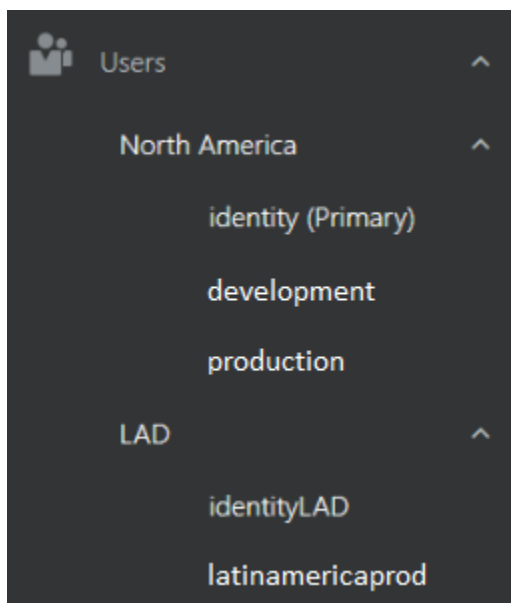 Users
North America
identity (Primary)
development
production
LAD
identityLAD
latinamericaprod